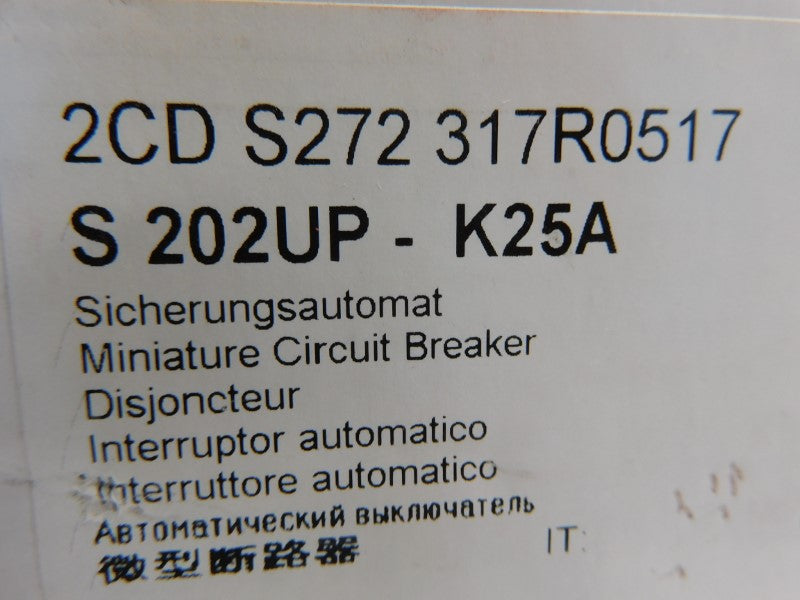 2CD S272 317R0517
S 202UP - K25A
Sicherungsautomat
Miniature Circuit Breaker
Disjoncteur
Interruptor automatico
Interruttore automatico
Автоматический выключатель
微型断路器
IT: